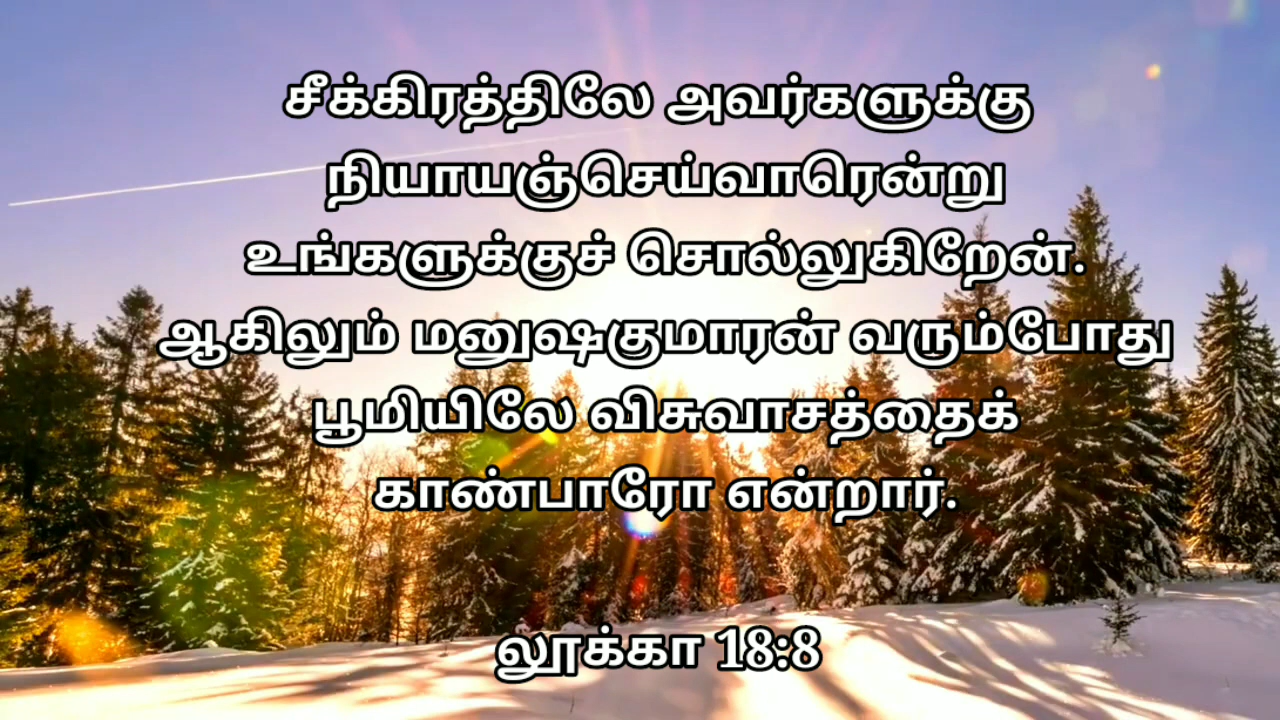 சீக்கிரத்திலே அவர்களுக்கு
நியாயஞ்செய்வாரென்று
உங்களுக்குச் சொல்லுகிறேன்.
ஆகிலும் மனுஷகுமாரன் வரும்போது
பூமியிலே விசுவாசத்தைக்
காண்பாரோ என்றார்.
லூக்கா 18:8